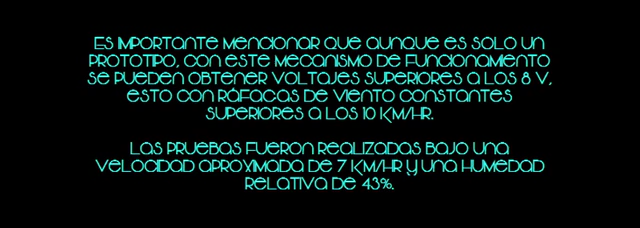 Es importante mencionar que aunque es solo un
prototipo, con este mecanismo de funcionamiento
se pueden obtener voltajes superiores a los 8 V,
esto con ráfagas de viento constantes
superiores a los 10 Km/hr.
Las pruebas fueron realizadas bajo una
velocidad aproximada de 7 Km/hr y una humedad
relativa de 43%.